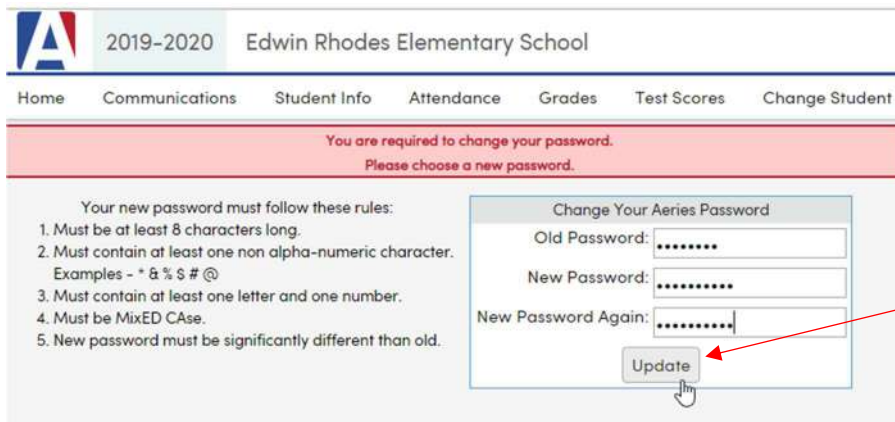 A 2019-2020 Edwin Rhodes Elementary School
Home Communications Student Info Attendance Grades Test Scores Change Student
You are required to change your password.
Please choose a new password.
Your new password must follow these rules:
1. Must be at least 8 characters long.
2. Must contain at least one non alpha-numeric character.
Examples - * & % $ # @
3. Must contain at least one letter and one number.
4. Must be MixED CAse.
5. New password must be significantly different than old.
Change Your Aeries Password
Old Password: ••••••••
New Password: ••••••••••
New Password Again: ••••••••••
Update